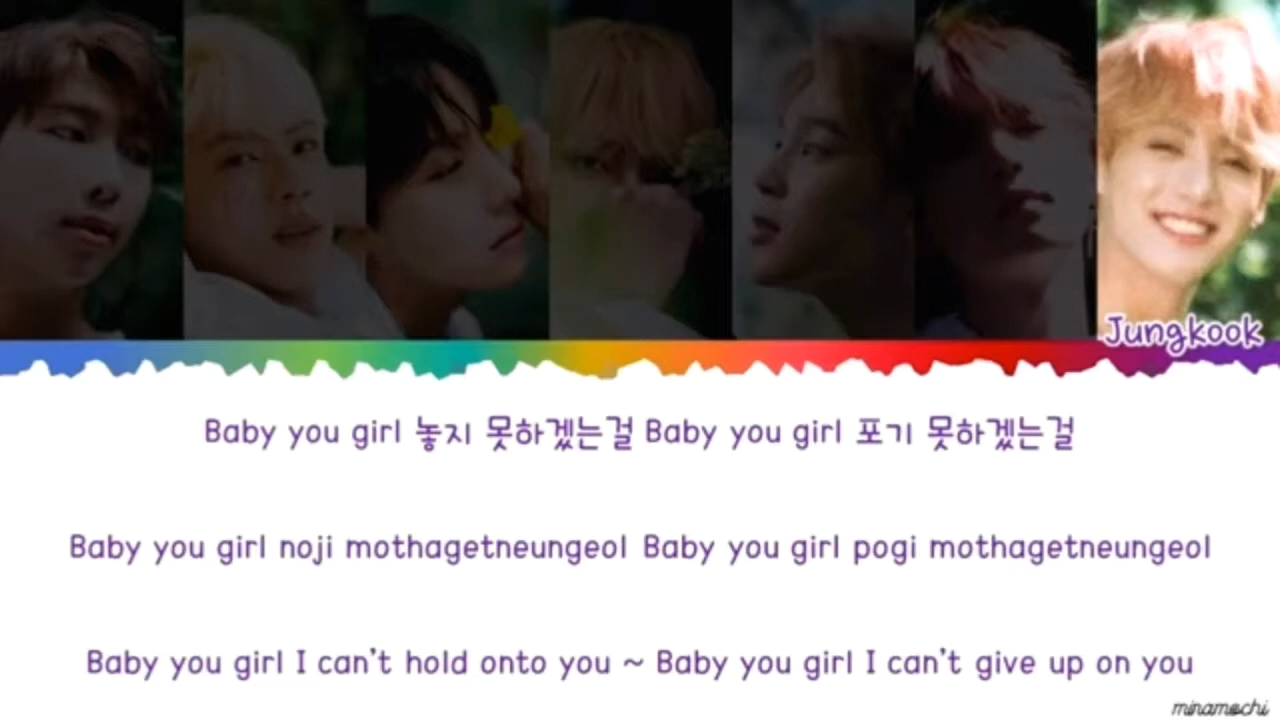 Jungkook
Baby you girl 놓지 못하겠는걸 Baby you girl 포기 못하겠는걸
Baby you girl noji mothagetneungeol Baby you girl pogi mothagetneungeol
Baby you girl I can't hold onto you ~ Baby you girl I can't give up on you
minamochi